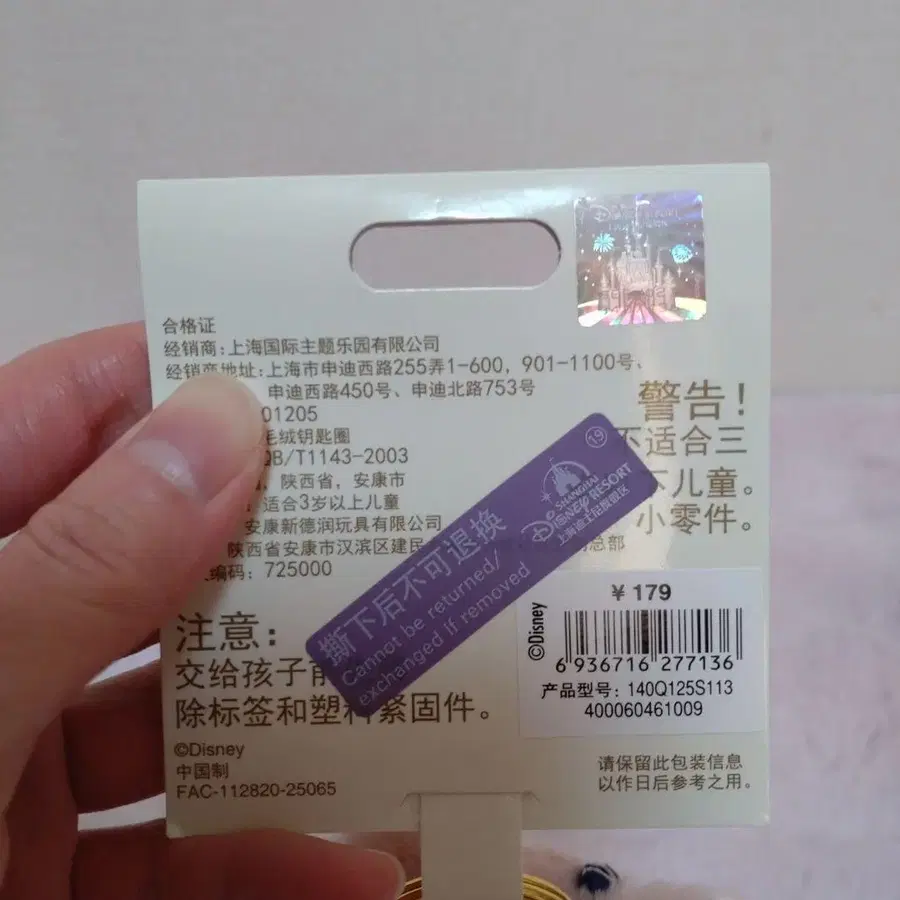 合格证
经销商:上海国际主题乐园有限公司
经销商地址:上海市申迪西路255弄1-600, 901-1100号、
申迪西路450号、申迪北路753号
01205
毛绒钥匙圈
QB/T1143-2003
陕西省, 安康市
适合3岁以上儿童
安康新德润玩具有限公司
陕西省安康市汉滨区建民
总部
编码: 725000
警告!
不适合三
下儿童。
小零件。
19
SHANGHAI
Disney RESORT
上海迪士尼度假区
撕下后不可退换
Cannot be returned/
exchanged if removed
注意:
交给孩子前
除标签和塑料紧固件。
©Disney
中国制
FAC-112820-25065
¥ 179
©Disney
6 936716 277136
产品型号: 140Q125S113
400060461009
请保留此包装信息
以作日后参考之用。